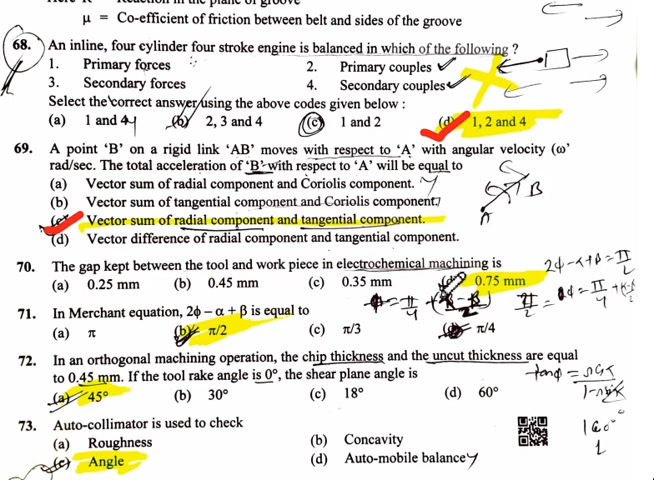 μ = Co-efficient of friction between belt and sides of the groove
68. An inline, four cylinder four stroke engine is balanced in which of the following ?
1. Primary forces 2. Primary couples
3. Secondary forces 4. Secondary couples
Select the correct answer using the above codes given below :
(a) 1 and 4 (b) 2, 3 and 4 (c) 1 and 2 (d) 1, 2 and 4
69. A point ‘B’ on a rigid link ‘AB’ moves with respect to ‘A’ with angular velocity (ω’
rad/sec. The total acceleration of ‘B’ with respect to ‘A’ will be equal to
(a) Vector sum of radial component and Coriolis component.
(b) Vector sum of tangential component and Coriolis component.
(c) Vector sum of radial component and tangential component.
(d) Vector difference of radial component and tangential component.
B
A
70. The gap kept between the tool and work piece in electrochemical machining is
(a) 0.25 mm (b) 0.45 mm (c) 0.35 mm (d) 0.75 mm
71. In Merchant equation, 2ϕ – α + β is equal to
(a) π (b) π/2 (c) π/3 (d) π/4
72. In an orthogonal machining operation, the chip thickness and the uncut thickness are equal
to 0.45 mm. If the tool rake angle is 0°, the shear plane angle is
(a) 45° (b) 30° (c) 18° (d) 60°
73. Auto-collimator is used to check
(a) Roughness (b) Concavity
(c) Angle (d) Auto-mobile balance